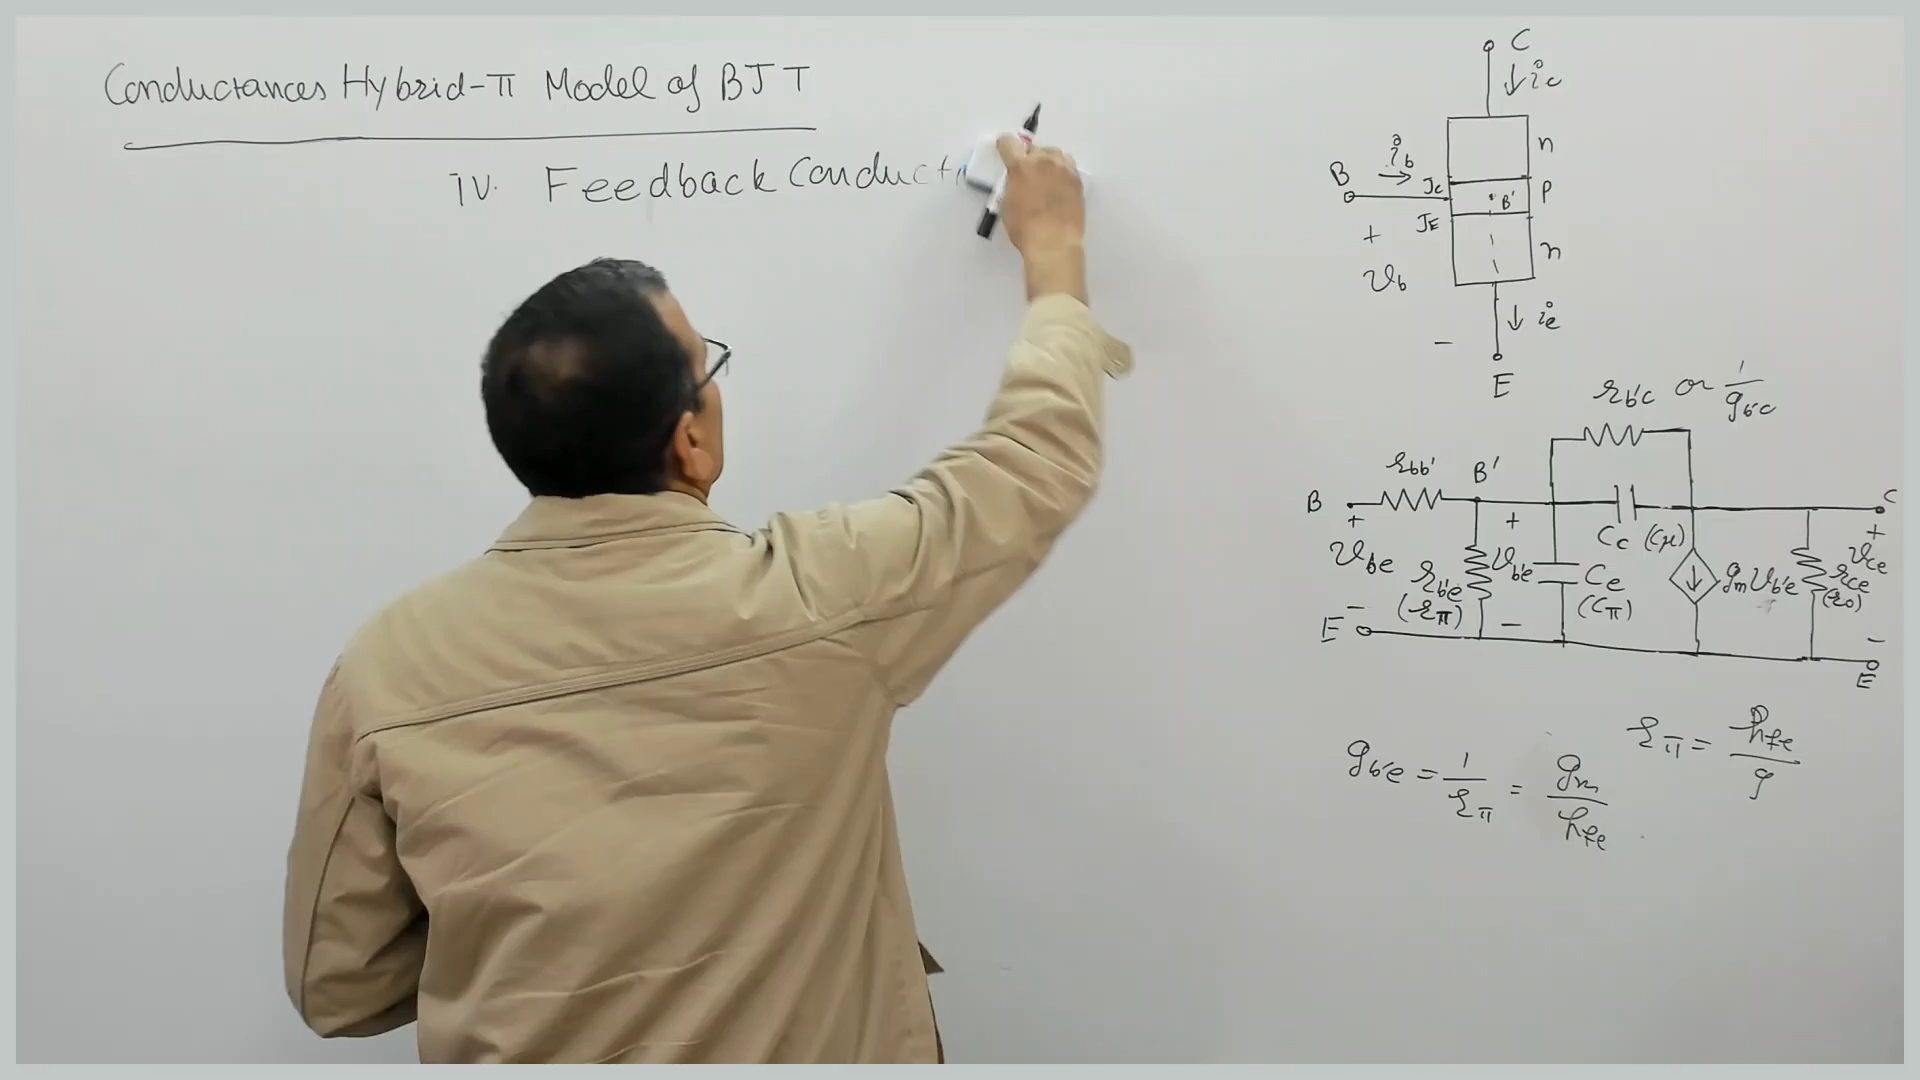 Conductances Hybrid-π Model of BJT
iv. Feedback Conduct
C
ic
n
B
ib
Jc
B'
P
JE
n
+
vb
ie
-
E
rb'c or 1/gb'c
rbb'
B'
B
C
+
vbe
-
E
rb'e
(rπ)
+
vb'e
-
Ce
(Cπ)
Cc (Cμ)
gm vb'e
rce
(ro)
+
vce
-
E
gb'e = 1/rπ = gm/hfe
rπ = hfe/g